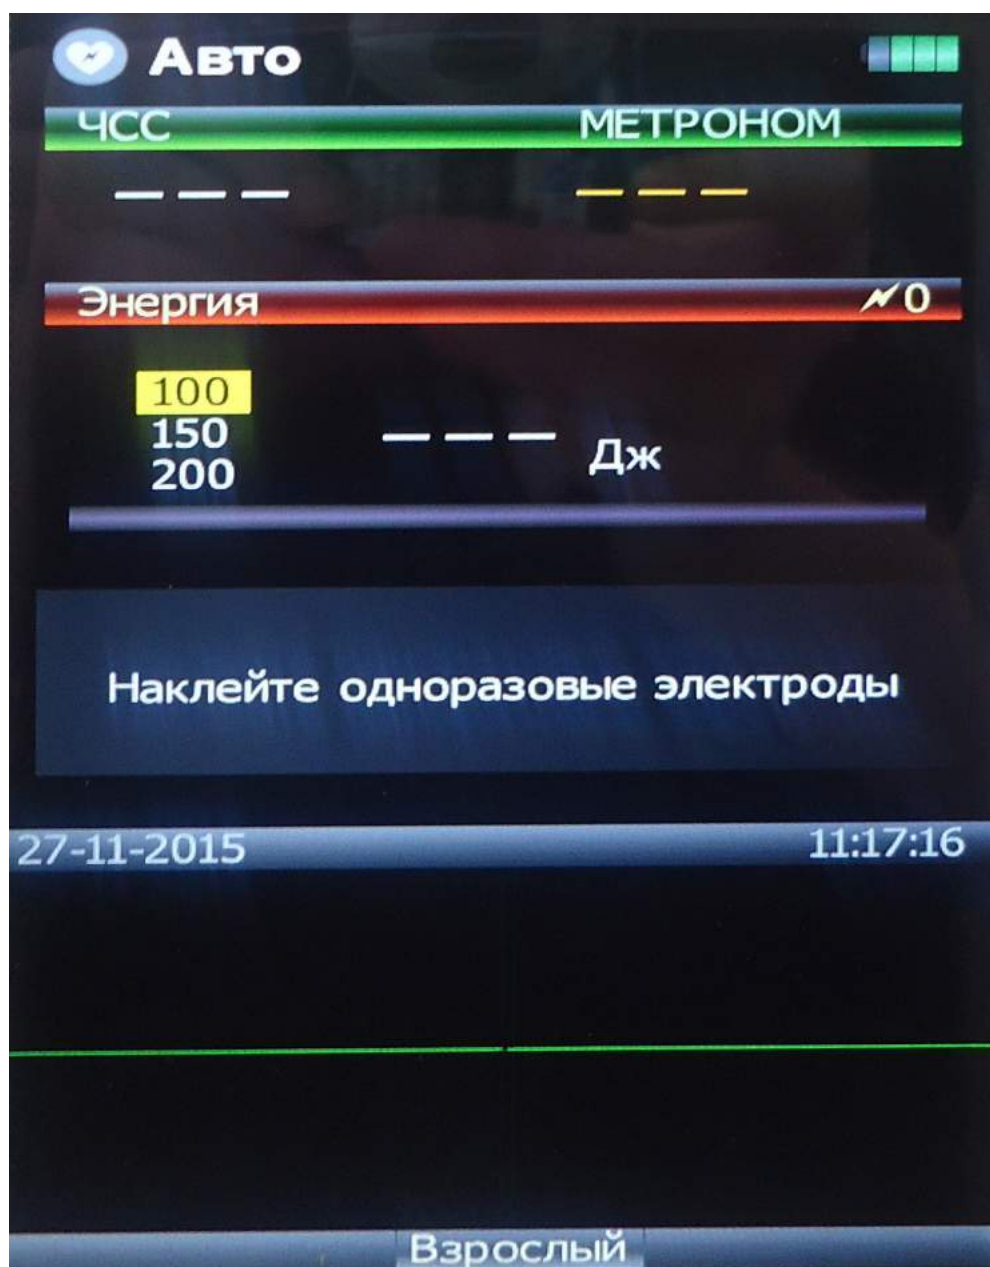 Авто
ЧСС МЕТРОНОМ
--- ---
Энергия 0
100
150
200
--- Дж
Наклейте одноразовые электроды
27-11-2015 11:17:16
Взрослый